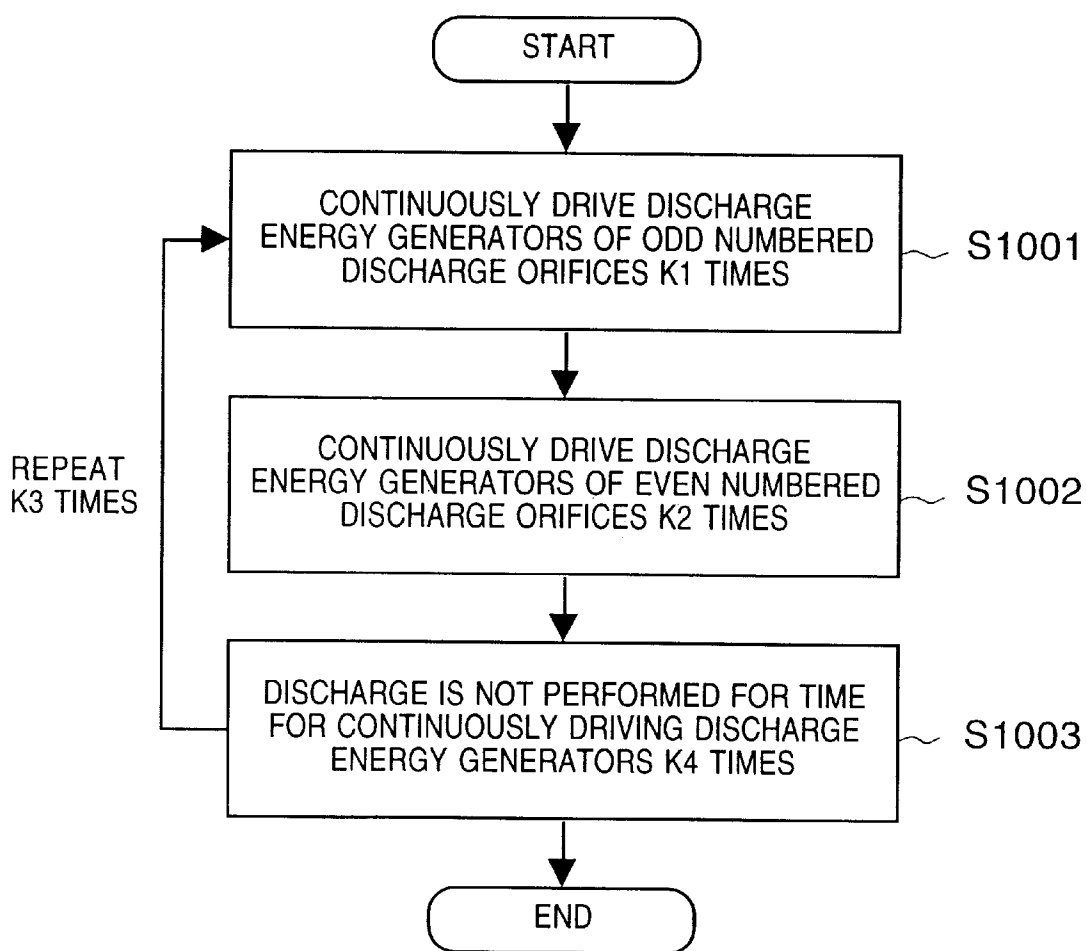 START
CONTINUOUSLY DRIVE DISCHARGE
ENERGY GENERATORS OF ODD NUMBERED
DISCHARGE ORIFICES K1 TIMES
S1001
CONTINUOUSLY DRIVE DISCHARGE
ENERGY GENERATORS OF EVEN NUMBERED
DISCHARGE ORIFICES K2 TIMES
S1002
REPEAT
K3 TIMES
DISCHARGE IS NOT PERFORMED FOR TIME
FOR CONTINUOUSLY DRIVING DISCHARGE
ENERGY GENERATORS K4 TIMES
S1003
END